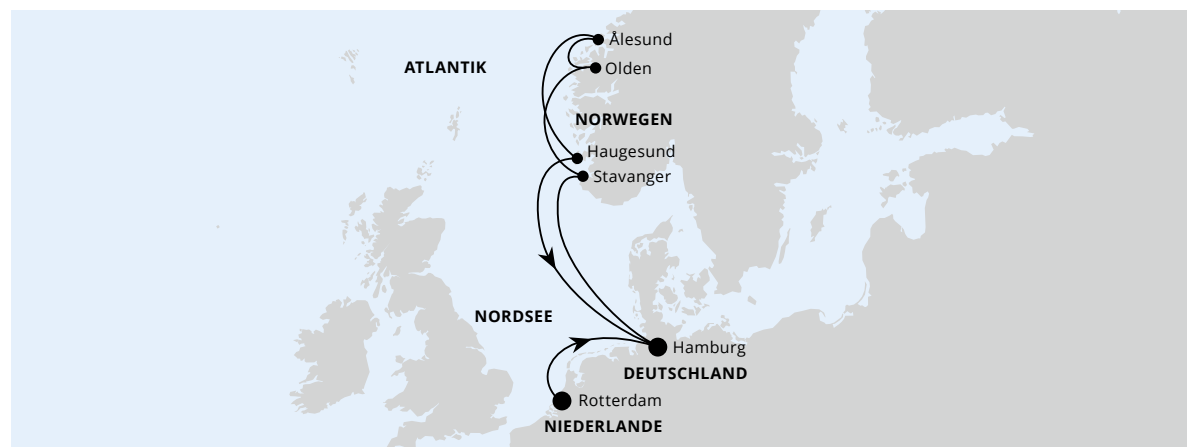 Ålesund
ATLANTIK
Olden
NORWEGEN
Haugesund
Stavanger
NORDSEE
Hamburg
DEUTSCHLAND
Rotterdam
NIEDERLANDE